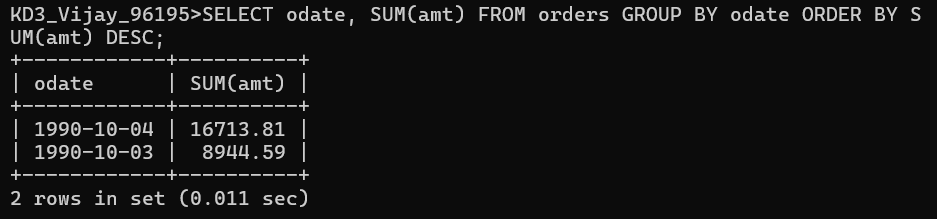 KD3_Vijay_96195>SELECT odate, SUM(amt) FROM orders GROUP BY odate ORDER BY S
UM(amt) DESC;
+------------+----------+
| odate      | SUM(amt) |
+------------+----------+
| 1990-10-04 | 16713.81 |
| 1990-10-03 |  8944.59 |
+------------+----------+
2 rows in set (0.011 sec)